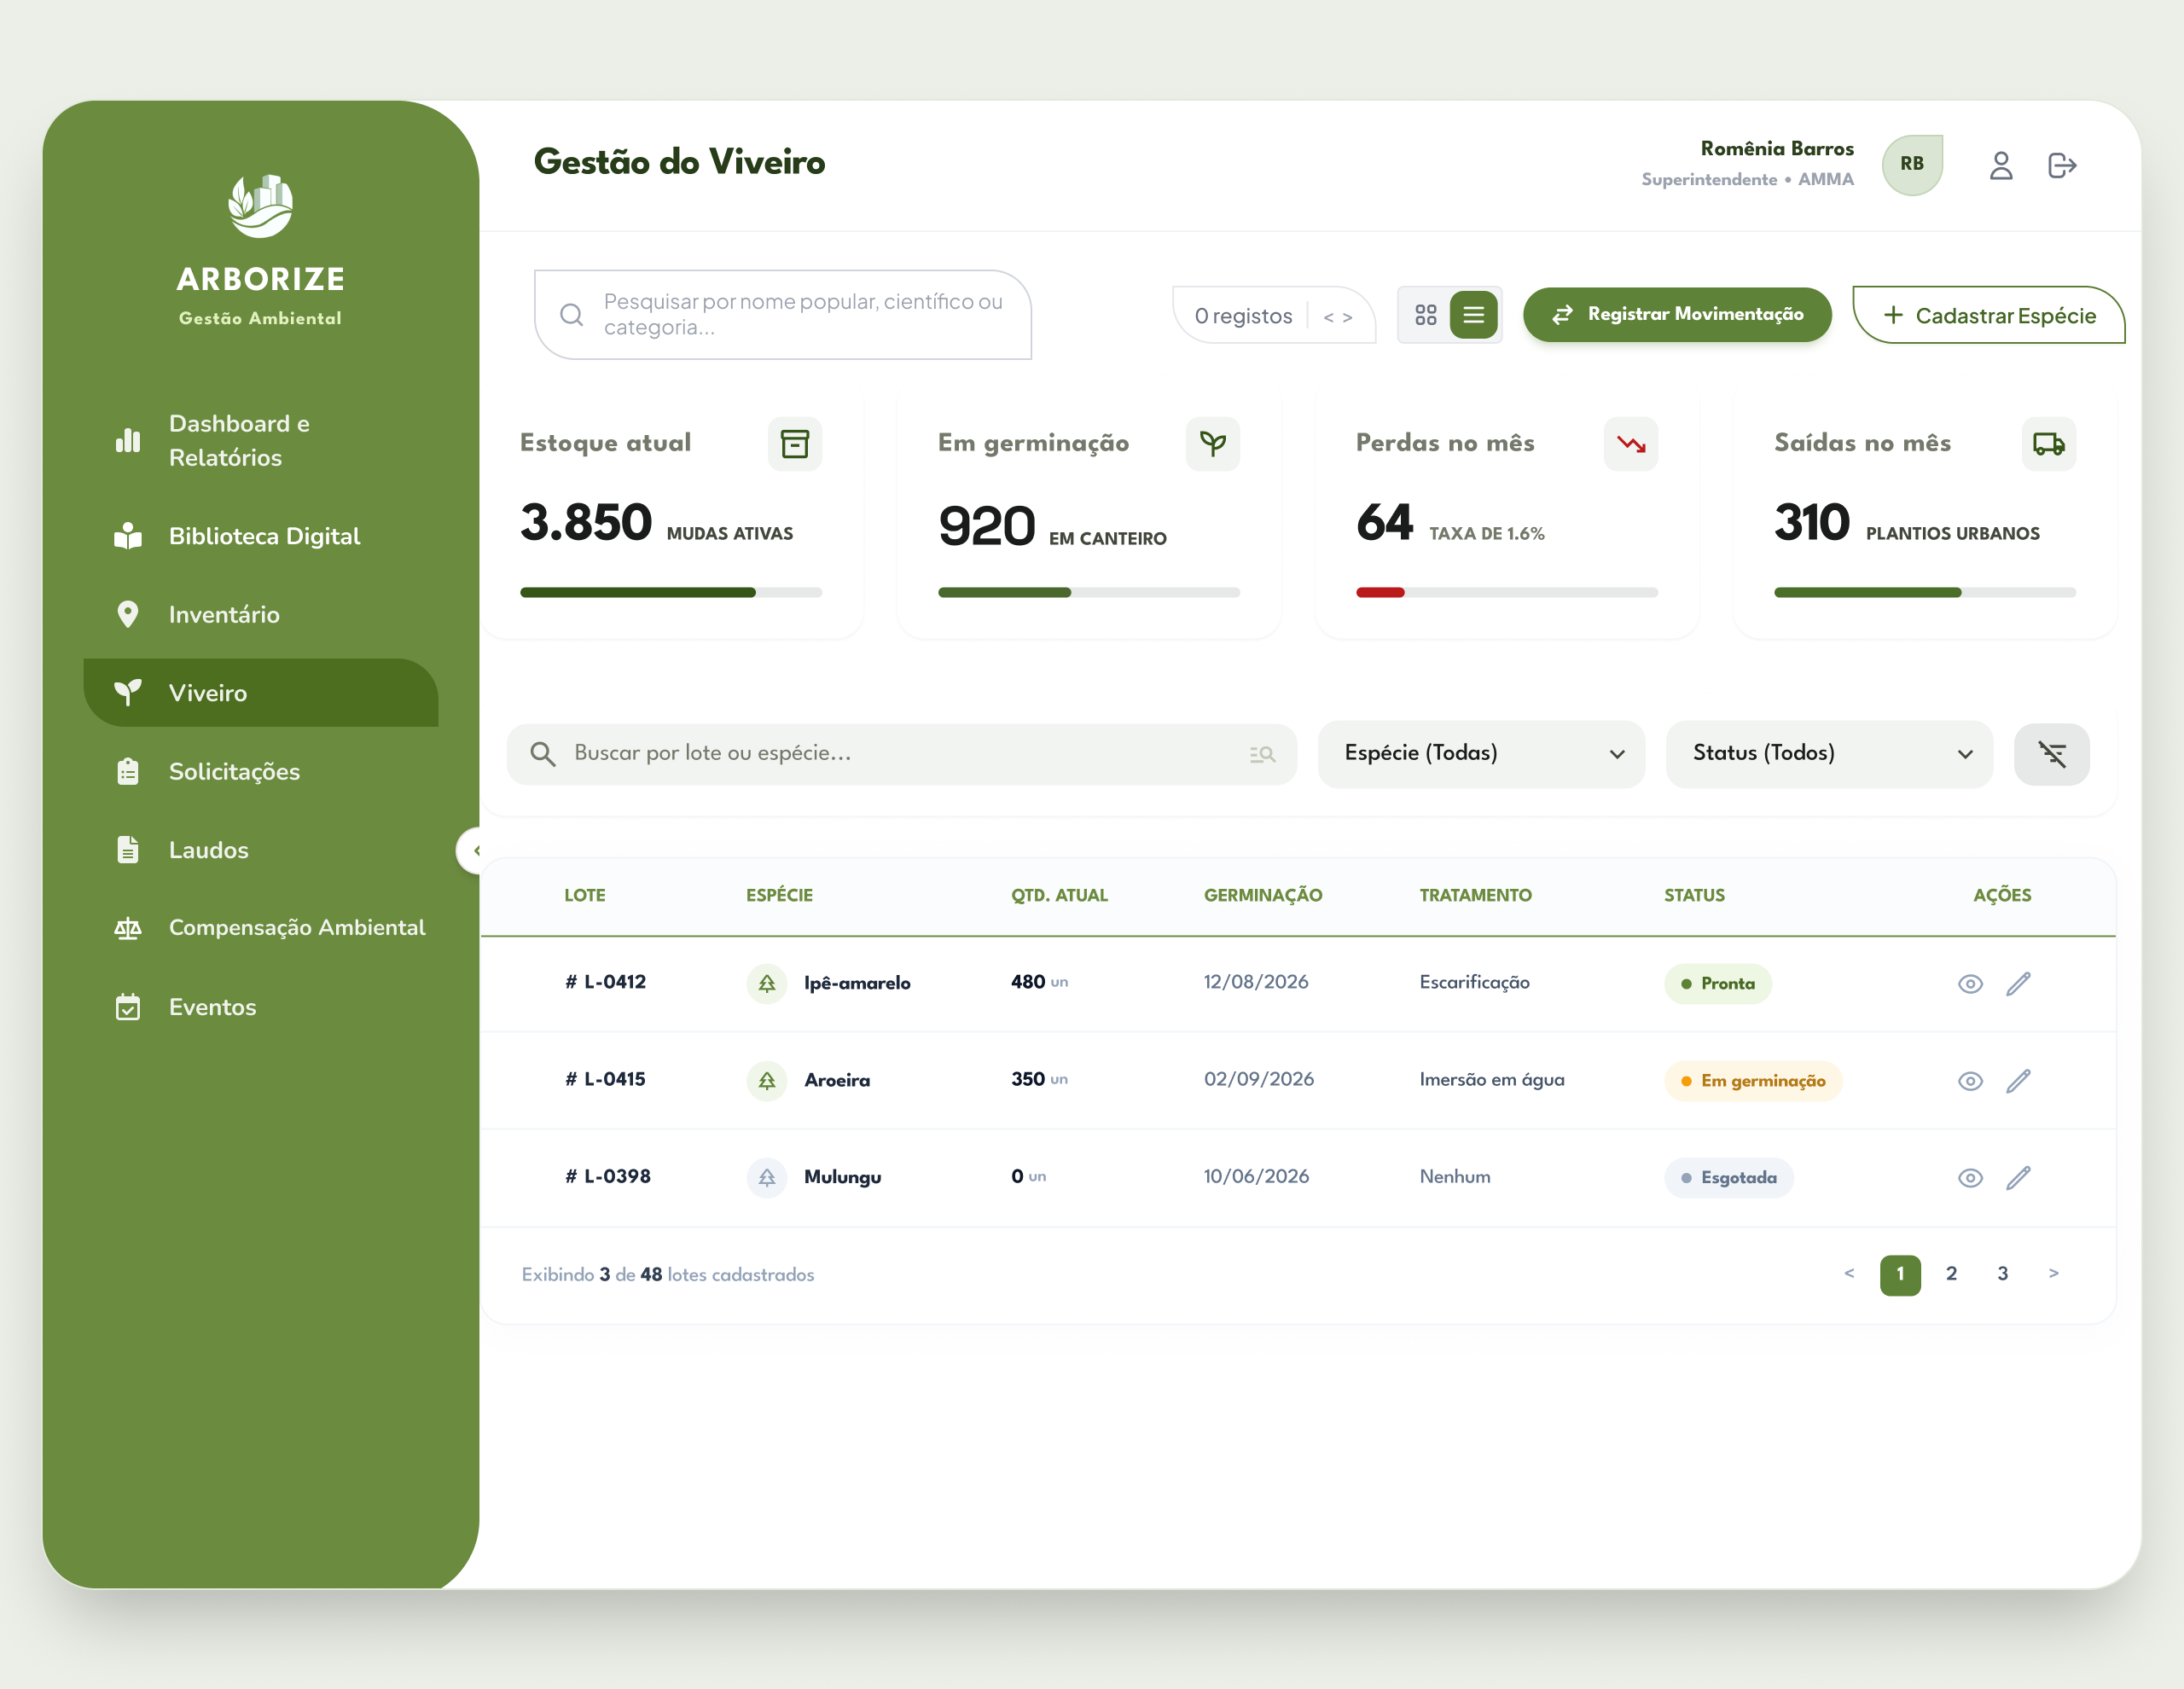 ARBORIZE
Gestão Ambiental
Dashboard e
Relatórios
Biblioteca Digital
Inventário
Viveiro
Solicitações
Laudos
Compensação Ambiental
Eventos
Gestão do Viveiro
Romênia Barros
Superintendente • AMMA
RB
Pesquisar por nome popular, científico ou
categoria...
0 registos < >
Registrar Movimentação
+ Cadastrar Espécie
Estoque atual
3.850 MUDAS ATIVAS
Em germinação
920 EM CANTEIRO
Perdas no mês
64 TAXA DE 1.6%
Saídas no mês
310 PLANTIOS URBANOS
Buscar por lote ou espécie...
Espécie (Todas)
Status (Todos)
LOTE ESPÉCIE QTD. ATUAL GERMINAÇÃO TRATAMENTO STATUS AÇÕES
# L-0412 Ipê-amarelo 480 un 12/08/2026 Escarificação Pronta
# L-0415 Aroeira 350 un 02/09/2026 Imersão em água Em germinação
# L-0398 Mulungu 0 un 10/06/2026 Nenhum Esgotada
Exibindo 3 de 48 lotes cadastrados
< 1 2 3 >